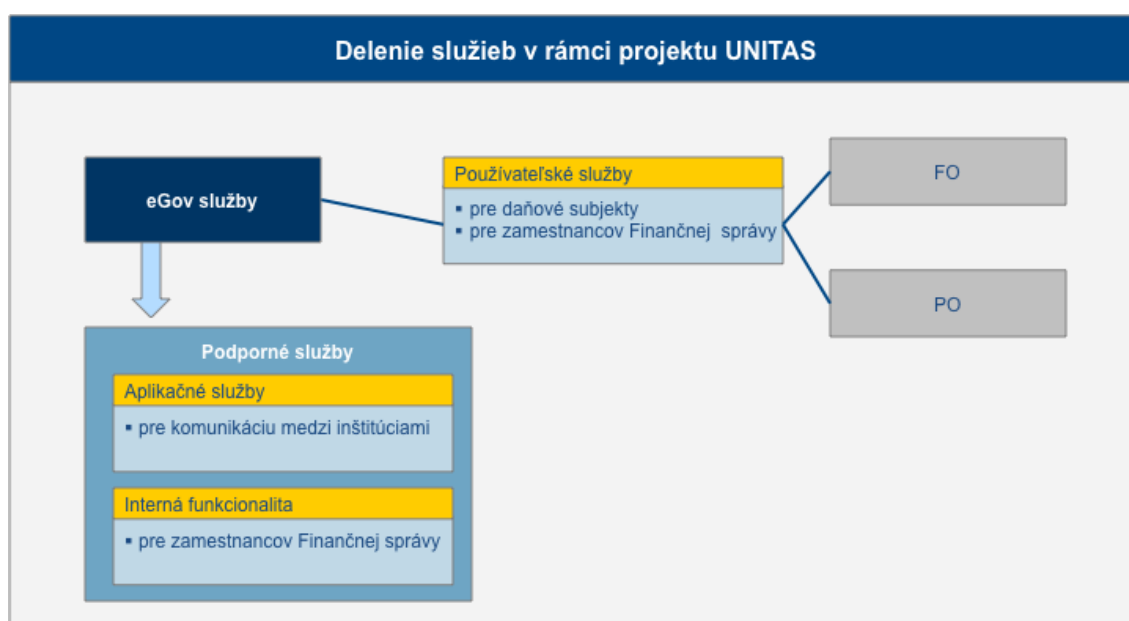 Delenie služieb v rámci projektu UNITAS
eGov služby
Používateľské služby
▪ pre daňové subjekty
▪ pre zamestnancov Finančnej správy
FO
PO
Podporné služby
Aplikačné služby
▪ pre komunikáciu medzi inštitúciami
Interná funkcionalita
▪ pre zamestnancov Finančnej správy